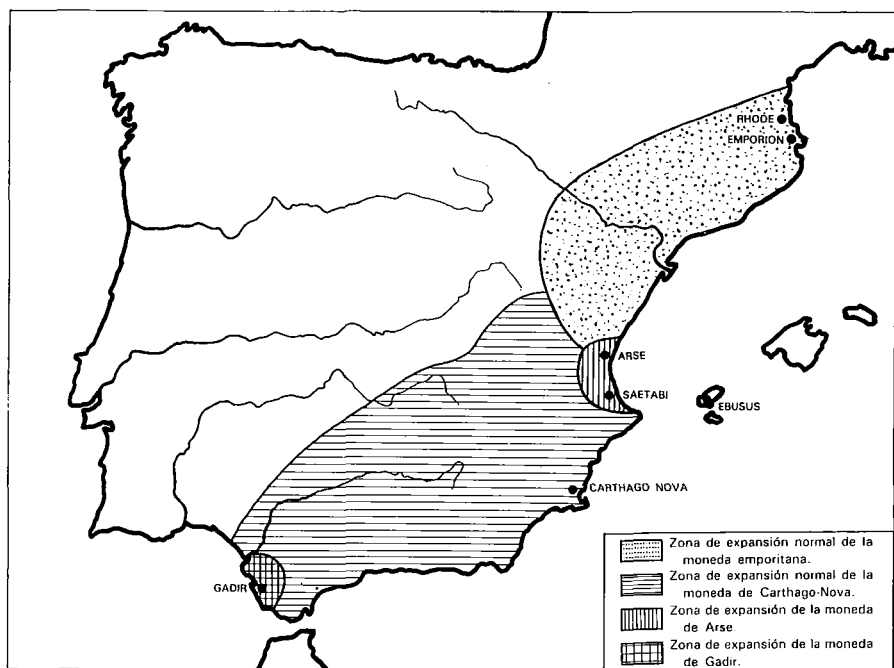 RHODE
EMPORION
ARSE
SAETABI
EBUSUS
CARTHAGO NOVA
GADIR
Zona de expansión normal de la
moneda emporitana.
Zona de expansión normal de la
moneda de Carthago-Nova.
Zona de expansión de la moneda
de Arse.
Zona de expansión de la moneda
de Gadir.